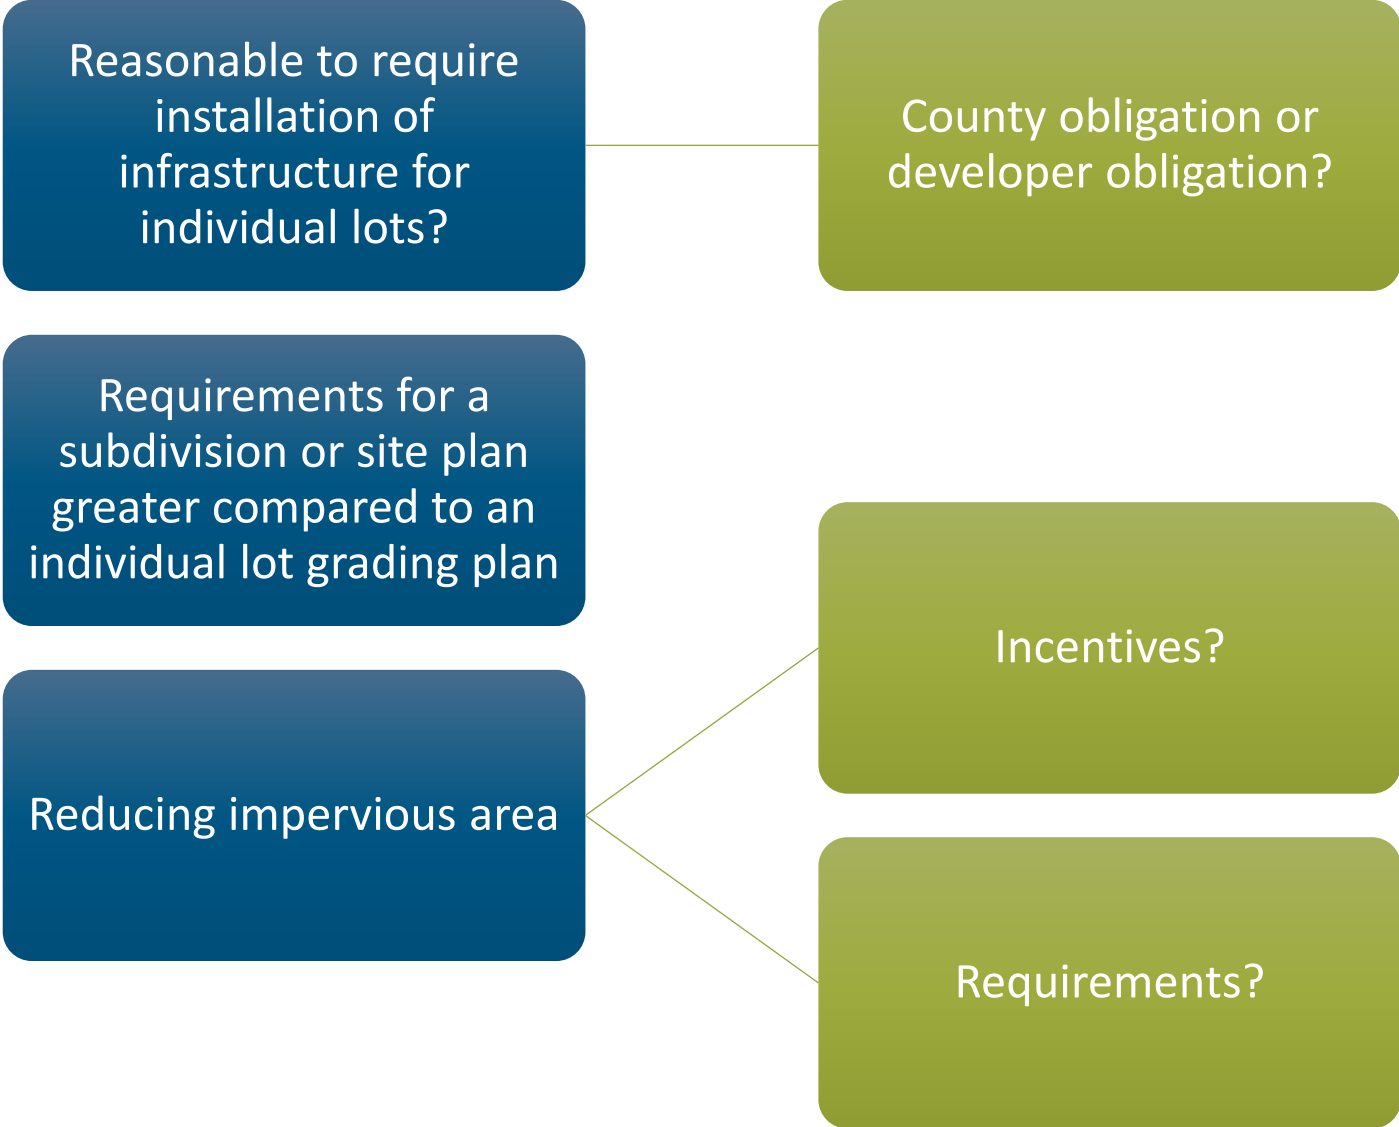 Reasonable to require
installation of
infrastructure for
individual lots?
County obligation or
developer obligation?
Requirements for a
subdivision or site plan
greater compared to an
individual lot grading plan
Reducing impervious area
Incentives?
Requirements?